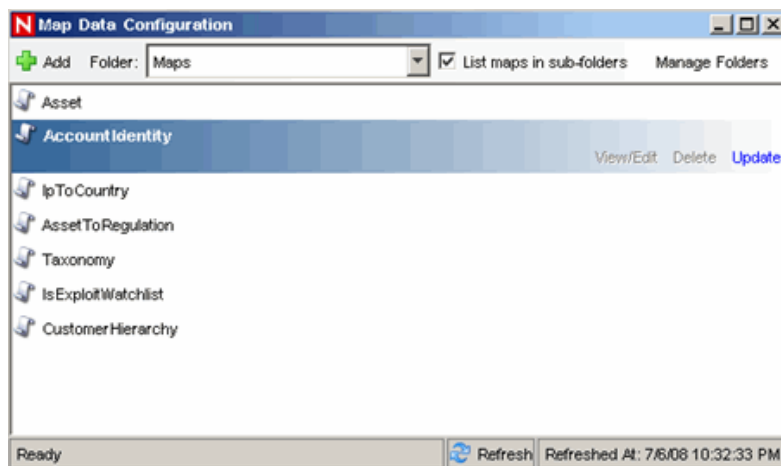 N Map Data Configuration
Add Folder: Maps List maps in sub-folders Manage Folders
Asset
AccountIdentity
View/Edit Delete Update
IpToCountry
AssetToRegulation
Taxonomy
IsExploitWatchlist
CustomerHierarchy
Ready Refresh Refreshed At: 7/6/08 10:32:33 PM